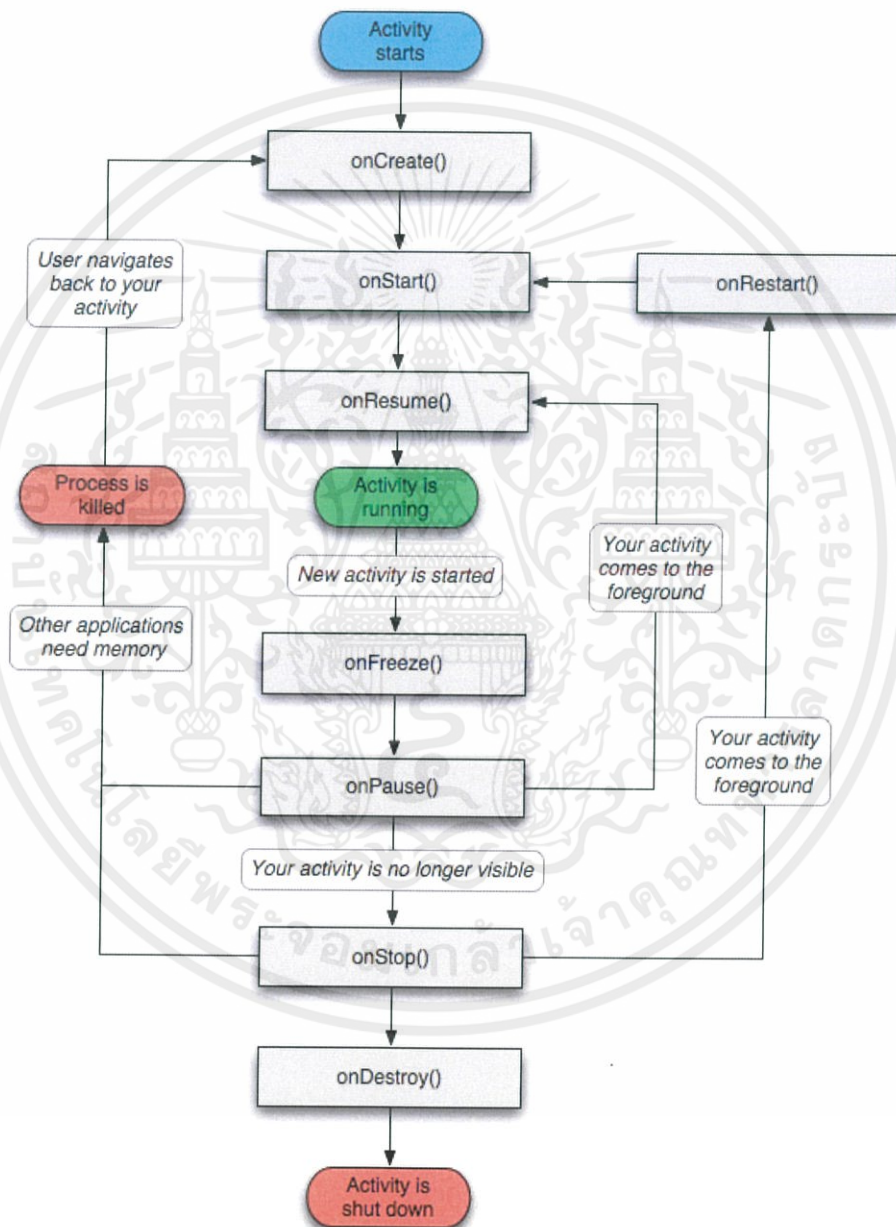 Activity
starts
onCreate()
User navigates
back to your
activity
onStart()
onRestart()
onResume()
Process is
killed
Activity is
running
Your activity
comes to the
foreground
New activity is started
Other applications
need memory
onFreeze()
Your activity
comes to the
foreground
onPause()
Your activity is no longer visible
onStop()
onDestroy()
Activity is
shut down